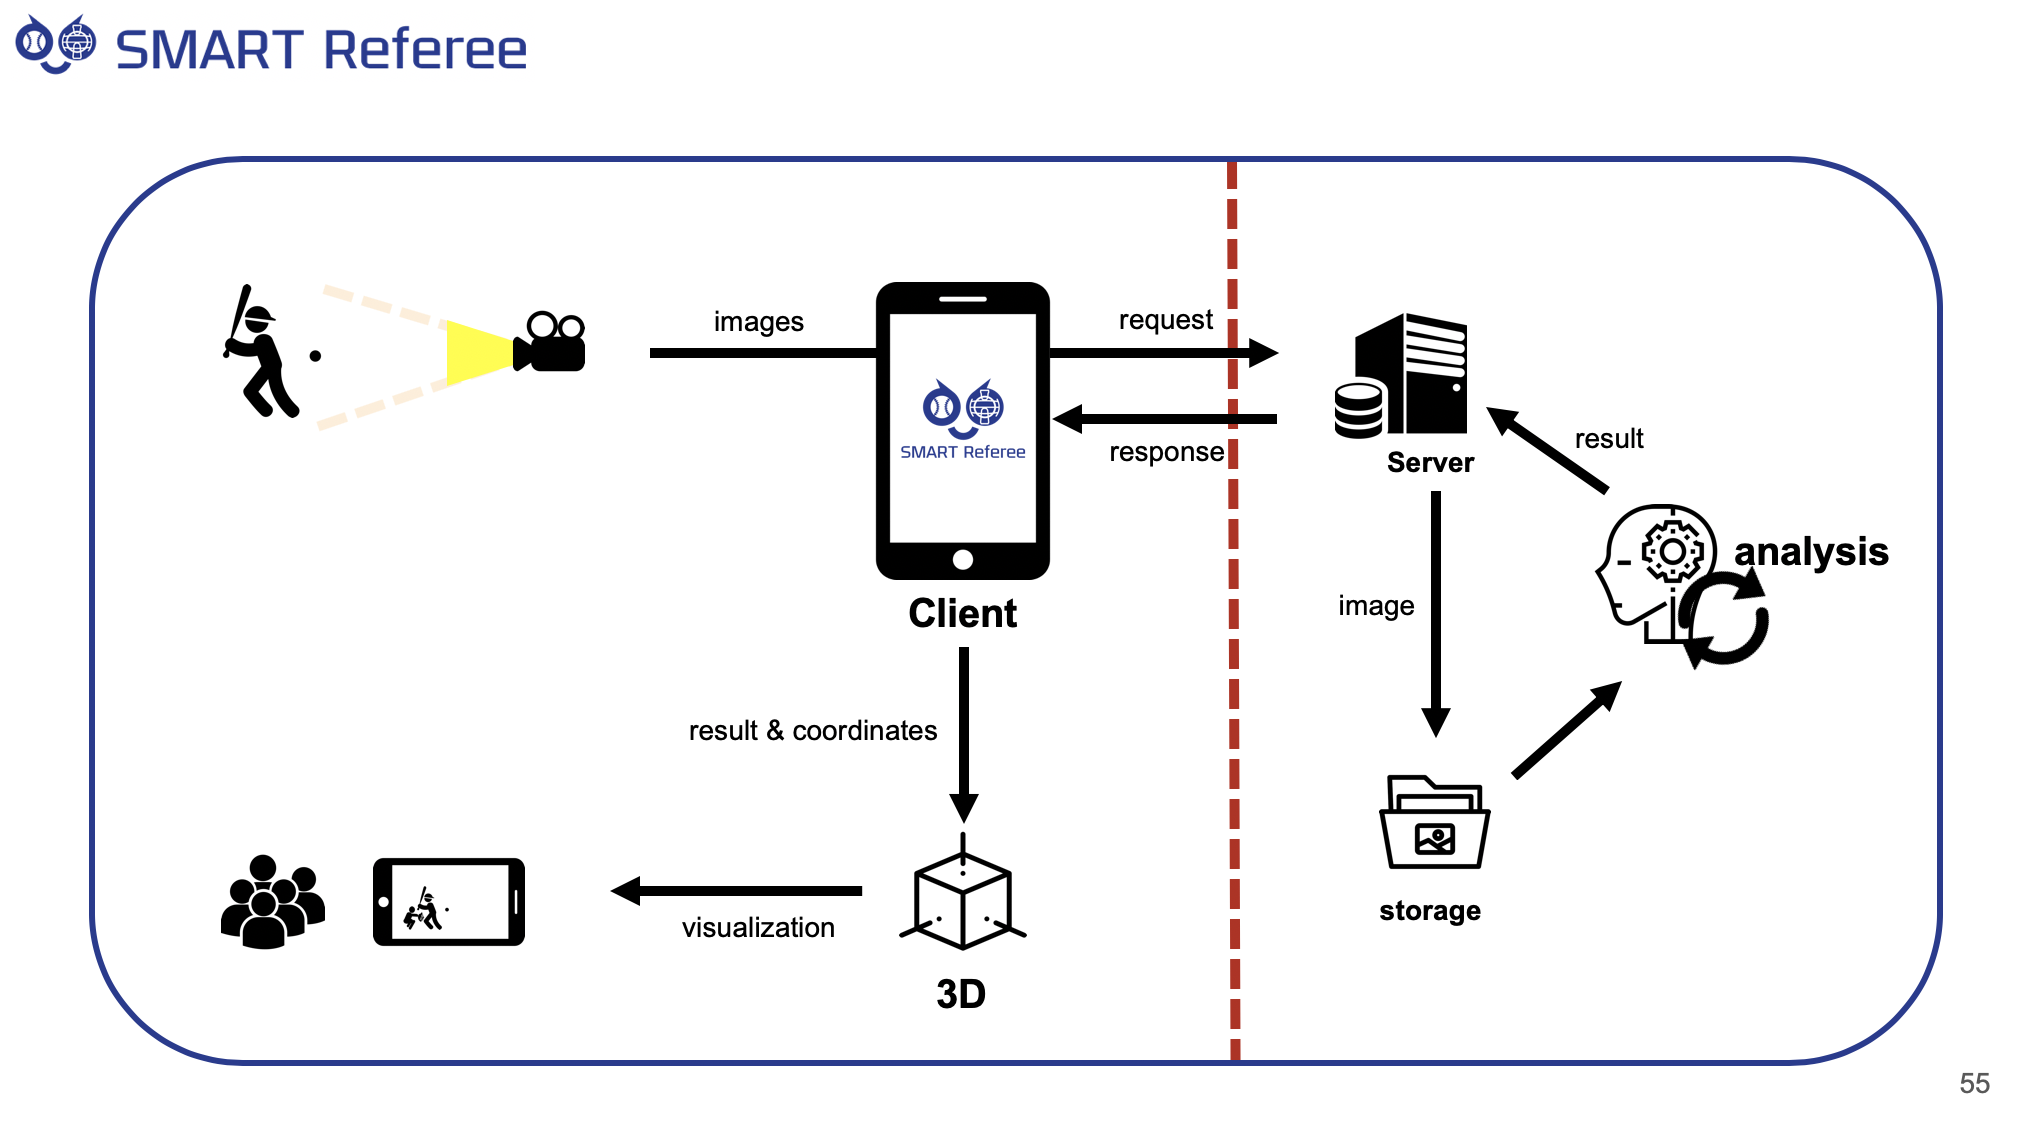 SMART Referee
images
request
response
SMART Referee
Client
Server
result
analysis
image
result & coordinates
storage
visualization
3D
55